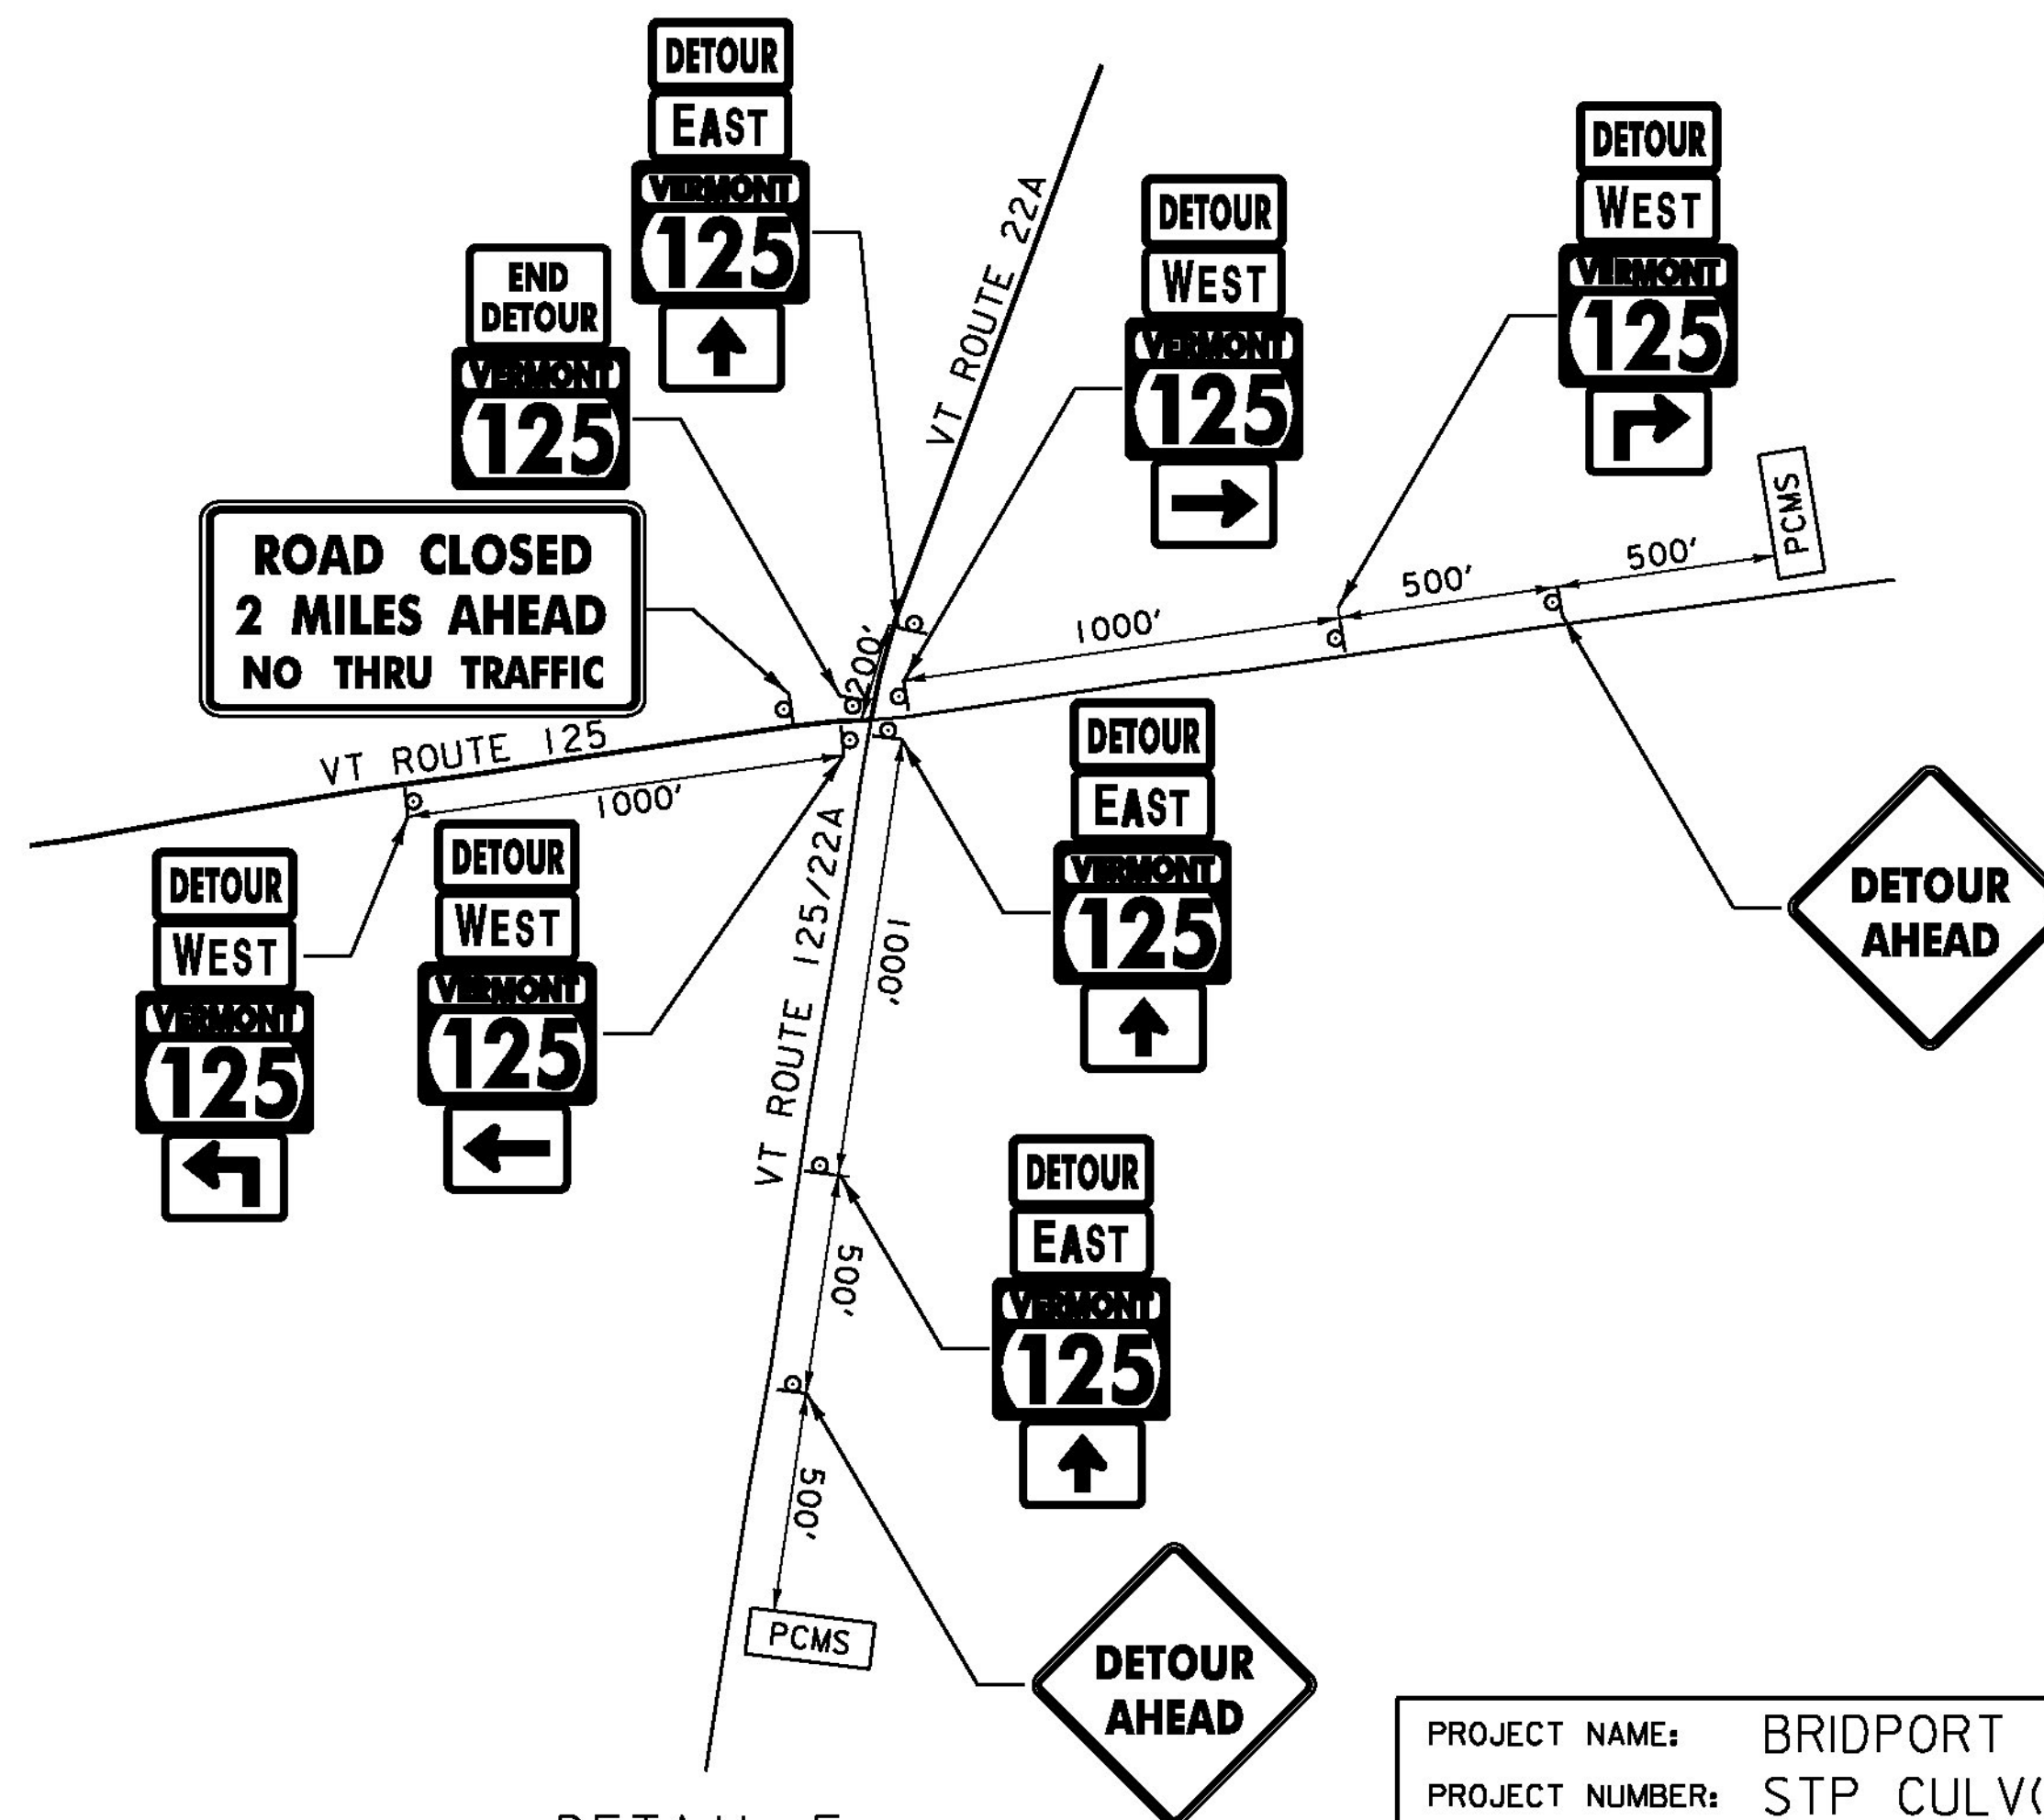 DETOUR
EAST
VERMONT
125
VT ROUTE 22A
DETOUR
WEST
VERMONT
125
DETOUR
WEST
VERMONT
125
END
DETOUR
VERMONT
125
ROAD CLOSED
2 MILES AHEAD
NO THRU TRAFFIC
200'
1000'
500'
500'
PCMS
VT ROUTE 125
1000'
DETOUR
WEST
VERMONT
125
DETOUR
WEST
VERMONT
125
VT ROUTE 125/22A
1000'
DETOUR
EAST
VERMONT
125
DETOUR
AHEAD
500'
DETOUR
EAST
VERMONT
125
500'
PCMS
DETOUR
AHEAD
PROJECT NAME: BRIDPORT
PROJECT NUMBER: STP CULV(